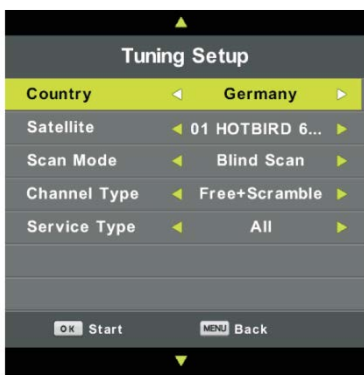 Tuning Setup
Country Germany
Satellite 01 HOTBIRD 6...
Scan Mode Blind Scan
Channel Type Free+Scramble
Service Type All
OK Start MENU Back